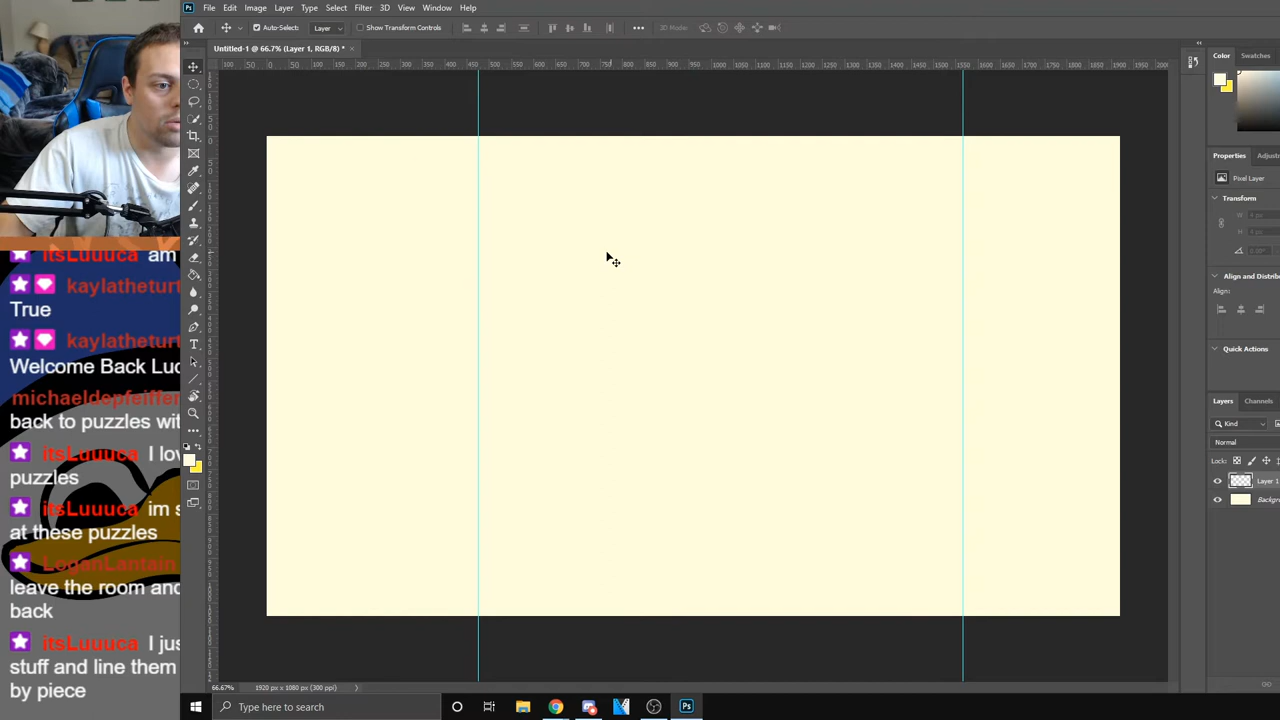 File Edit Image Layer Type Select Filter 3D View Window Help
Auto-Select: Layer Show Transform Controls 3D Mode:
Untitled-1 @ 66.7% (Layer 1, RGB/8) *
Color Swatches
Properties
Pixel Layer
Transform
Align and Distrib
Align:
Quick Actions
Layers Channels
Kind
Normal
Lock:
Layer 1
Backgro
itsLuuuca am
kaylatheturt
True
kaylatheturt
Welcome Back Luc
michaeldepfeiffer
back to puzzles wit
itsLuuuca I lov
puzzles
itsLuuuca im s
at these puzzles
LoganLantain
leave the room and
back
itsLuuuca I jus
stuff and line them
by piece
66.67% 1920 px x 1080 px (300 ppi)
Type here to search